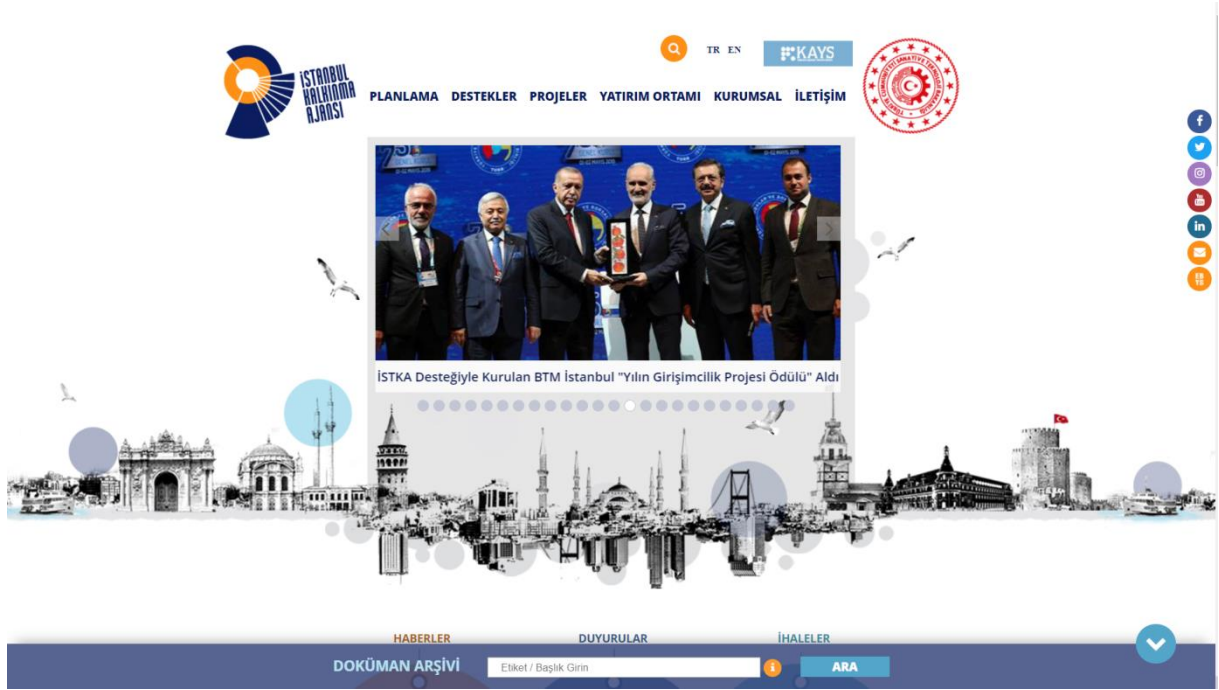 TR EN
KAYS
İSTANBUL
KALKINMA
AJANSI
PLANLAMA DESTEKLER PROJELER YATIRIM ORTAMI KURUMSAL İLETİŞİM
İSTKA Desteğiyle Kurulan BTM İstanbul "Yılın Girişimcilik Projesi Ödülü" Aldı
HABERLER DUYURULAR İHALELER
DOKÜMAN ARŞİVİ Etiket / Başlık Girin ARA